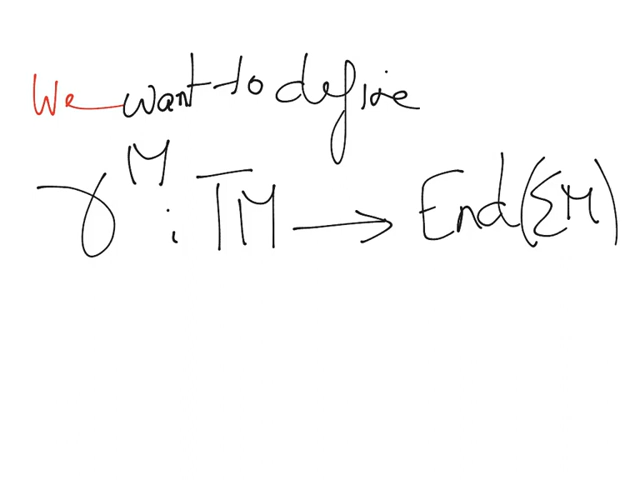 We want to define
γ^M : TM → End(ΣM)